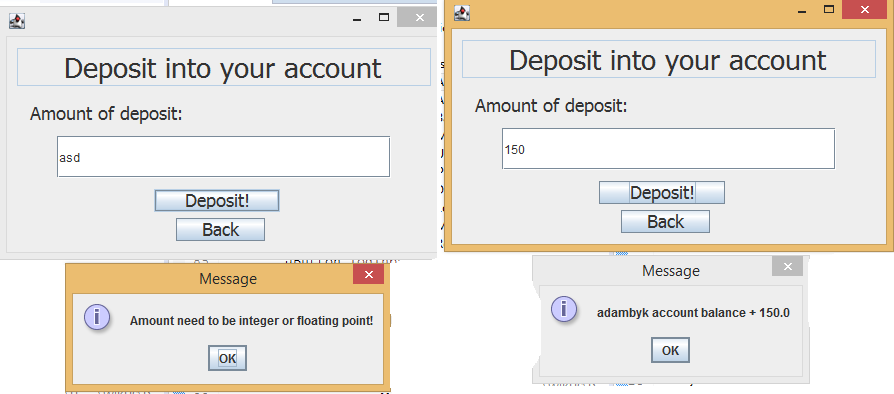 Deposit into your account
Amount of deposit:
asd
Deposit!
Back
Message
Amount need to be integer or floating point!
OK
Deposit into your account
Amount of deposit:
150
Deposit!
Back
Message
adambyk account balance + 150.0
OK